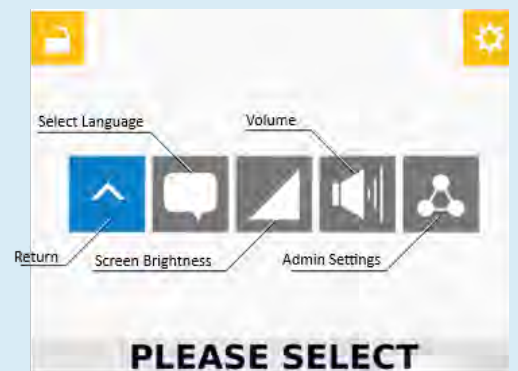 Select Language
Volume
Return
Screen Brightness
Admin Settings
PLEASE SELECT